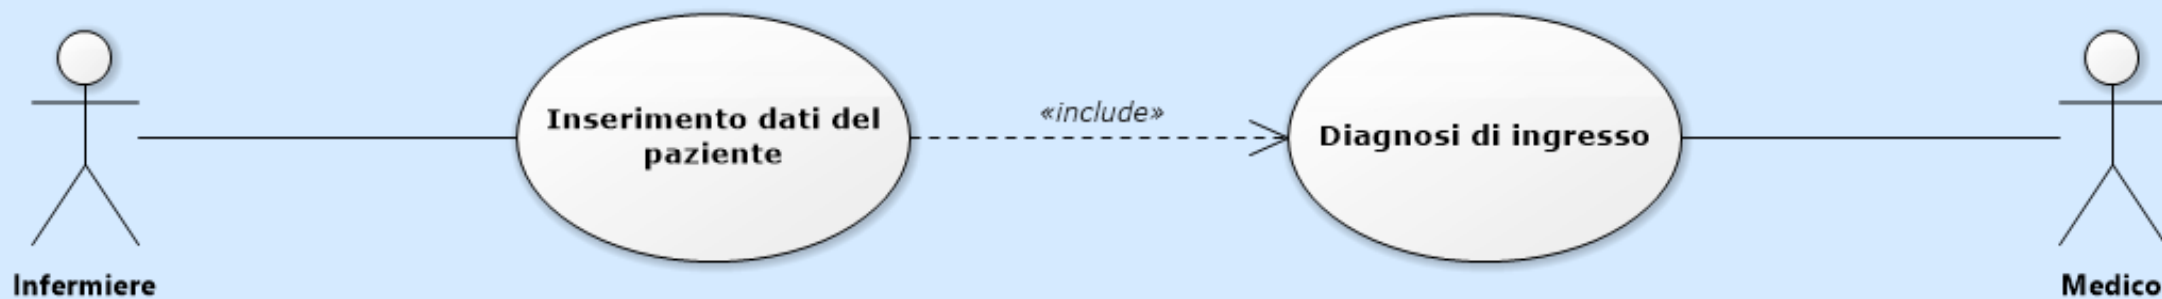 Inserimento dati del
paziente
«include»
Diagnosi di ingresso
Infermiere
Medico